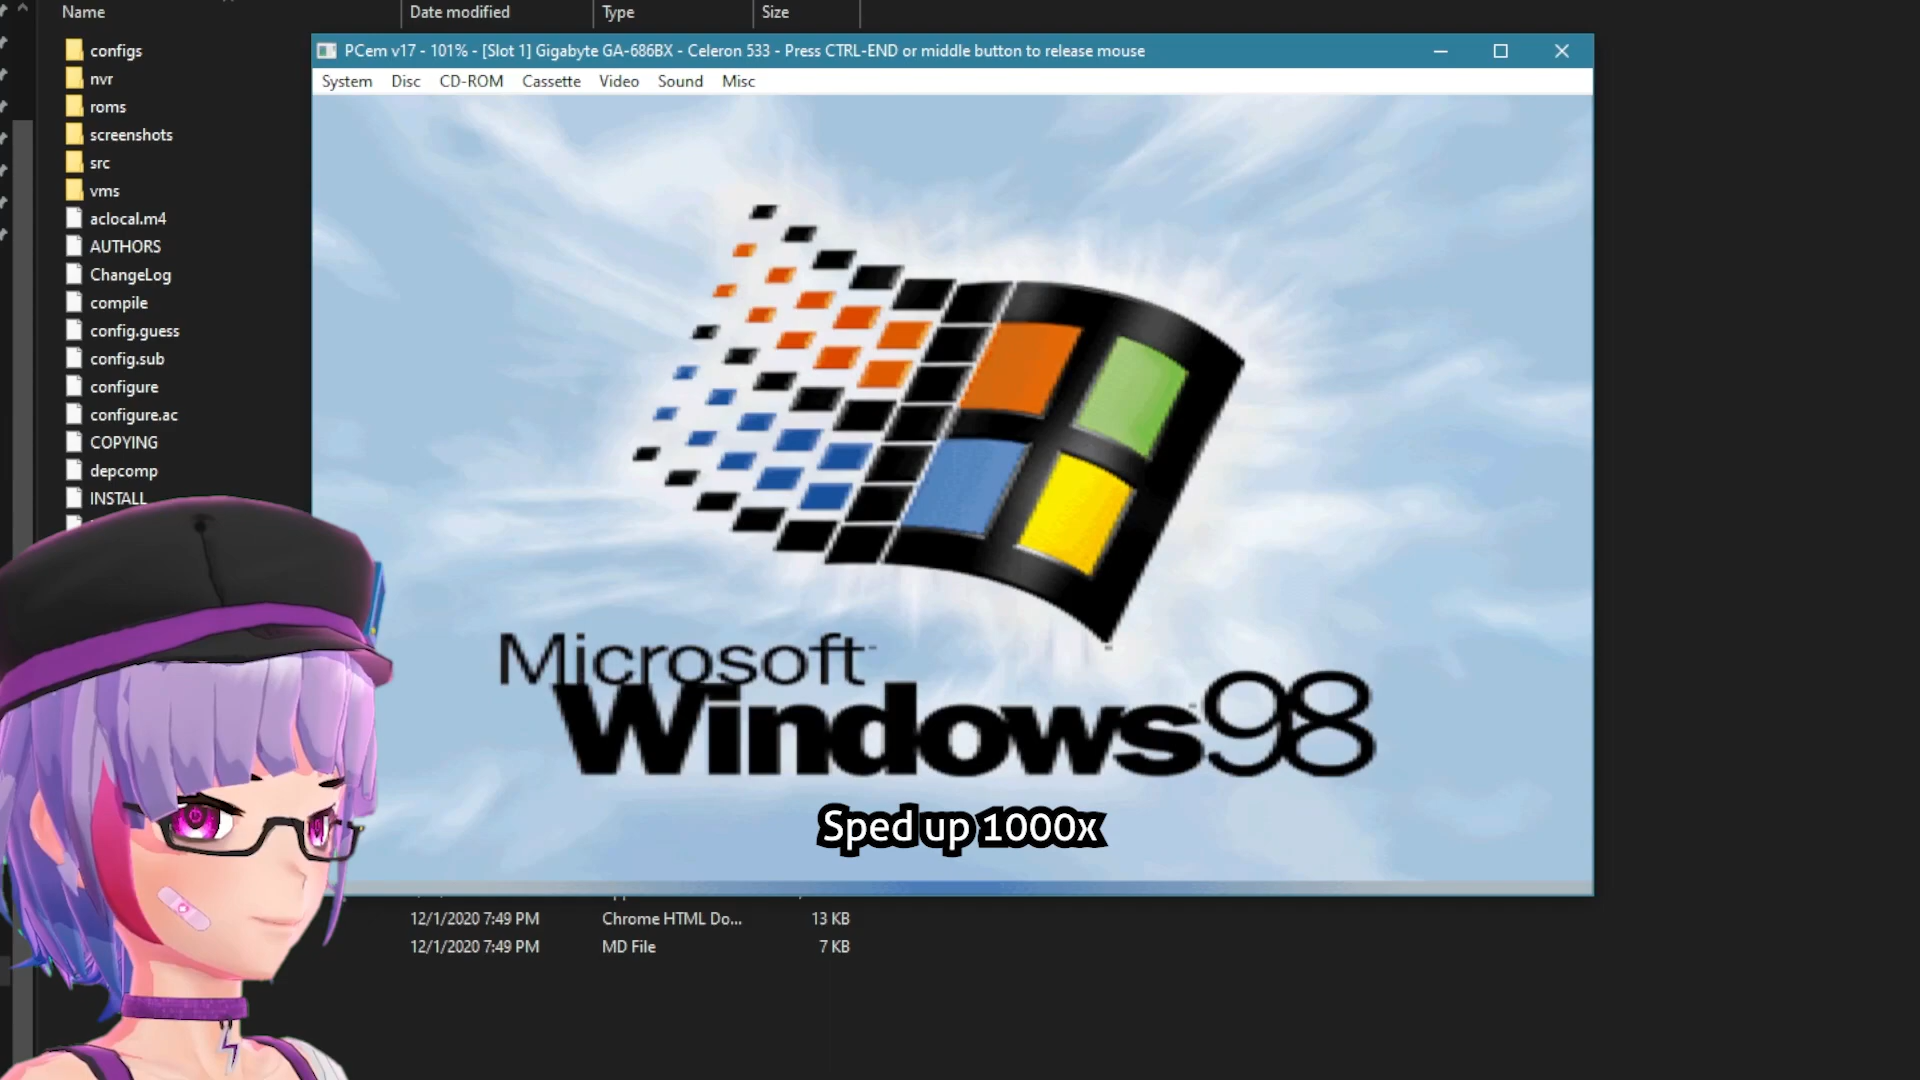 Name Date modified Type Size
configs
nvr
roms
screenshots
src
vms
aclocal.m4
AUTHORS
ChangeLog
compile
config.guess
config.sub
configure
configure.ac
COPYING
depcomp
INSTALL
PCem v17 - 101% - [Slot 1] Gigabyte GA-686BX - Celeron 533 - Press CTRL-END or middle button to release mouse
System Disc CD-ROM Cassette Video Sound Misc
Microsoft
Windows98
Sped up 1000x
12/1/2020 7:49 PM Chrome HTML Do... 13 KB
12/1/2020 7:49 PM MD File 7 KB